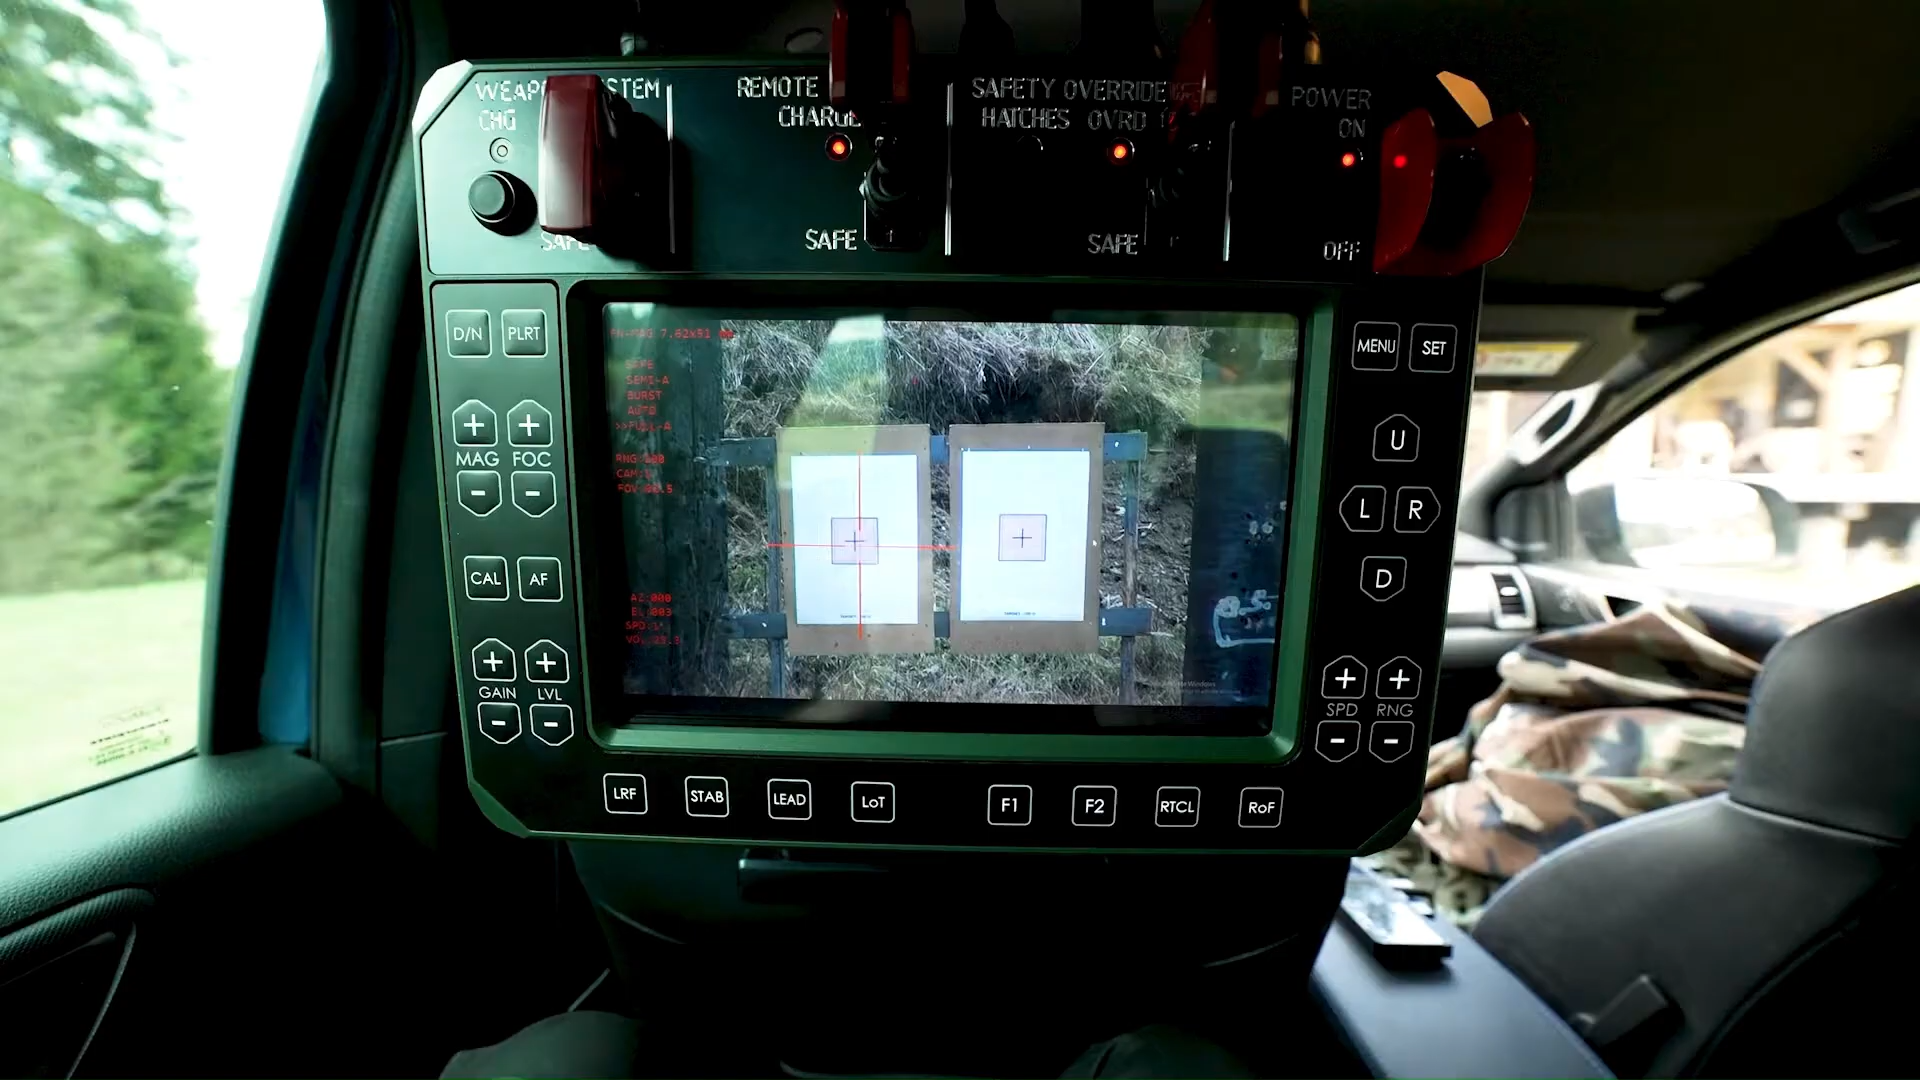 WEAPON SYSTEM
CHG
SAFE
REMOTE
CHARGE
SAFE
SAFETY OVERRIDE
HATCHES OVRD
SAFE
POWER
ON
OFF
D/N PLRT
+ +
MAG FOC
- -
CAL AF
+ +
GAIN LVL
- -
FN-MAG 7.62x51
SAFE
SEMI-A
BURST
AUTO
>>FULL-A
RNG:100
CAM:
FOV:
AZ:000
EL:003
SPD:1
MENU SET
U
L R
D
+ +
SPD RNG
- -
LRF STAB LEAD LoT F1 F2 RTCL RoF